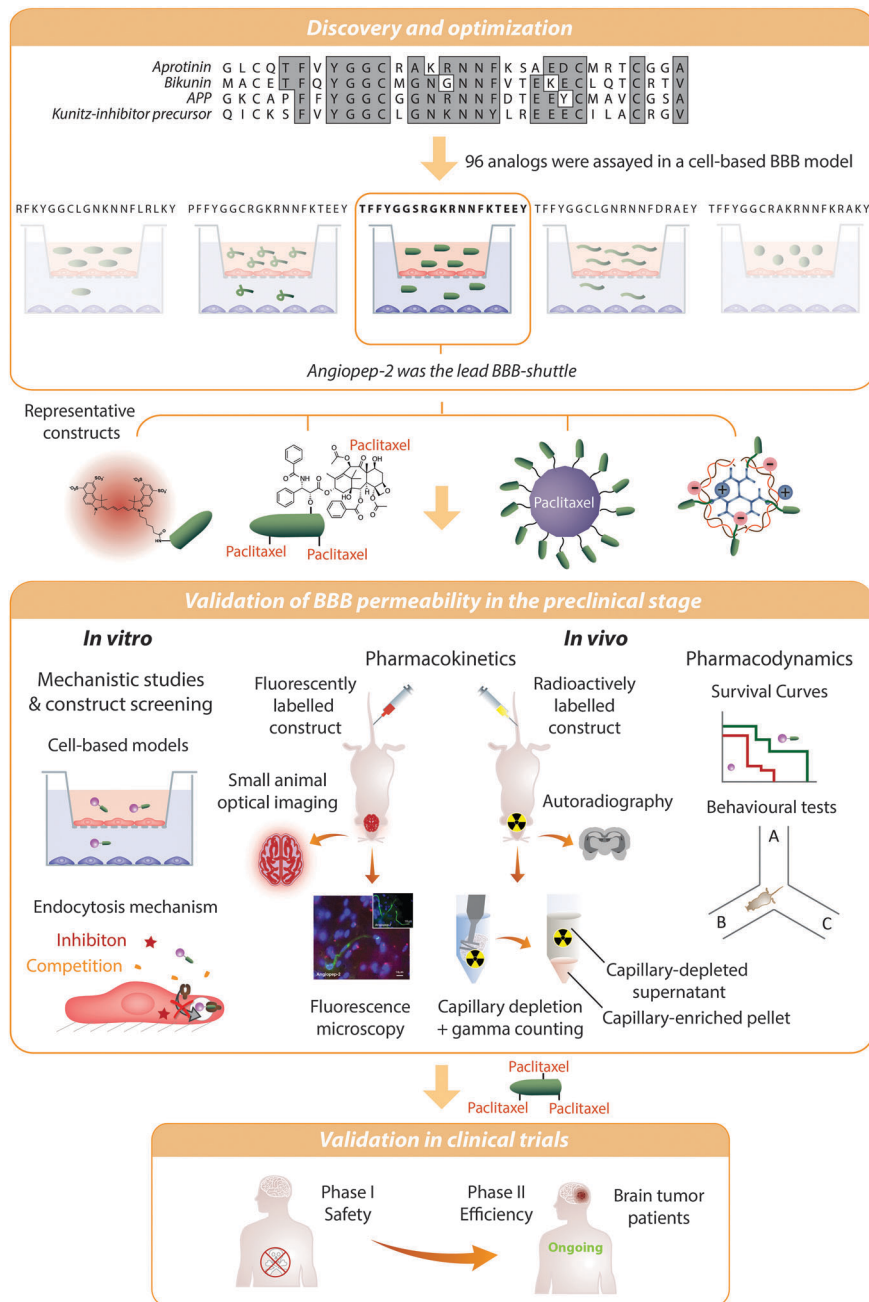 Discovery and optimization
Aprotinin G L C Q T F V Y G G C R A K R N N F K S A E D C M R T C G G A
Bikunin M A C E T F Q Y G G C M G N G N N F V T E K E C L Q T C R T V
APP G K C A P F F Y G G C G G N R N N F D T E E Y C M A V C G S A
Kunitz-inhibitor precursor Q I C K S F V Y G G C L G N K N N Y L R E E E C I L A C R G V
96 analogs were assayed in a cell-based BBB model
RFKYGGCLGNKNNFLRLKY PFFYGGCRGKRNNFKTEEY TFFYGGSRGKRNNFKTEEY TFFYGGCLGNRNNFDRAEY TFFYGGCRAKRNNFKRAKY
Angiopep-2 was the lead BBB-shuttle
Representative
constructs
Paclitaxel
Paclitaxel
Paclitaxel
Paclitaxel
Validation of BBB permeability in the preclinical stage
In vitro
Mechanistic studies
& construct screening
Cell-based models
Endocytosis mechanism
Inhibiton
Competition
In vivo
Pharmacokinetics
Fluorescently
labelled
construct
Radioactively
labelled
construct
Small animal
optical imaging
Autoradiography
Angiopep-2
Fluorescence
microscopy
Capillary depletion
+ gamma counting
Capillary-depleted
supernatant
Capillary-enriched pellet
Pharmacodynamics
Survival Curves
Behavioural tests
A
B
C
Paclitaxel
Paclitaxel
Paclitaxel
Validation in clinical trials
Phase I
Safety
Phase II
Efficiency
Brain tumor
patients
Ongoing